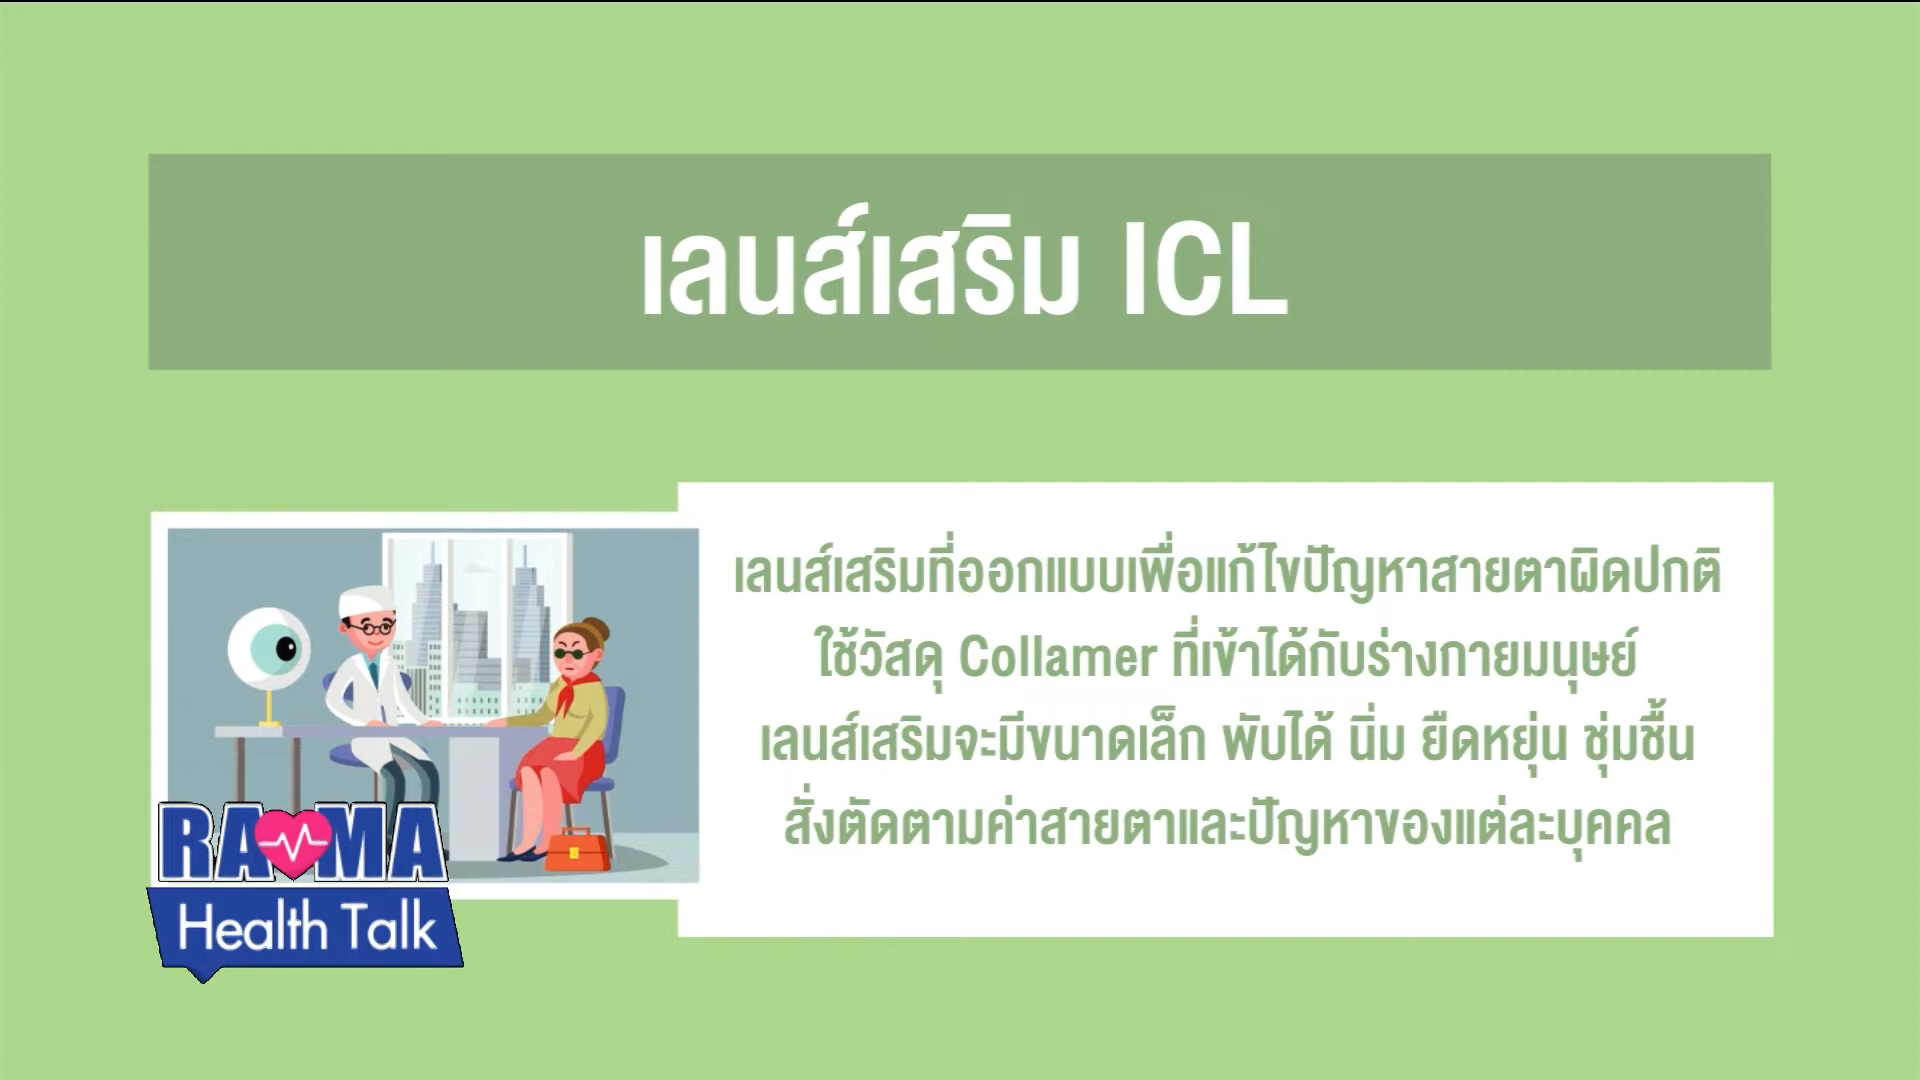 เลนส์เสริม ICL
เลนส์เสริมที่ออกแบบเพื่อแก้ไขปัญหาสายตาผิดปกติ
ใช้วัสดุ Collamer ที่เข้าได้กับร่างกายมนุษย์
เลนส์เสริมจะมีขนาดเล็ก พับได้ นิ่ม ยืดหยุ่น ชุ่มชื้น
สั่งตัดตามค่าสายตาและปัญหาของแต่ละบุคคล
RAMA
Health Talk